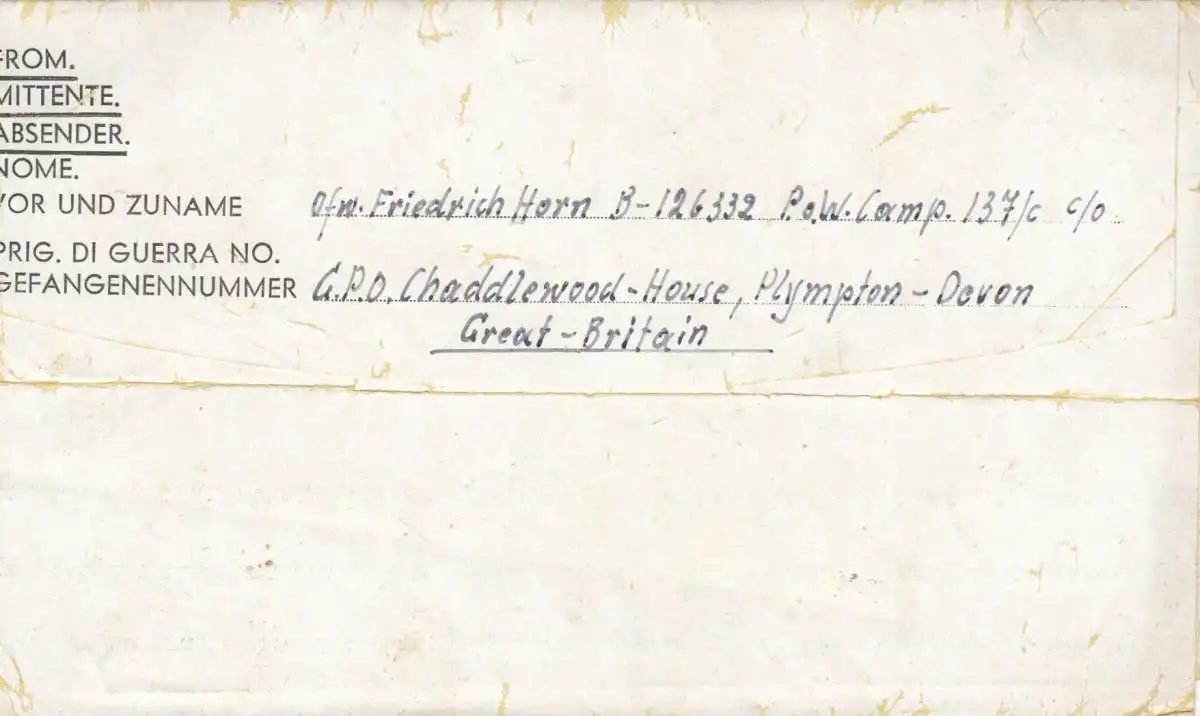 FROM.
MITTENTE.
ABSENDER.
NOME.
VOR UND ZUNAME Ofw. Friedrich Horn B-126332 P.o.W. Camp. 137/c c/o
PRIG. DI GUERRA NO.
GEFANGENENNUMMER G.P.O. Chaddlewood-House, Plympton-Devon
Great-Britain